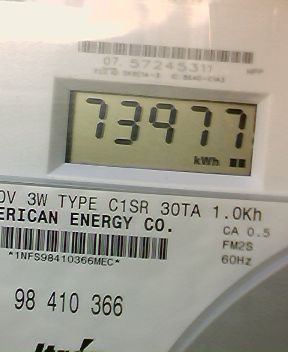 07 57245311
73977
kWh
0V 3W TYPE C1SR 30TA 1.0Kh
ERICAN ENERGY CO.
CA 0.5
FM2S
*1NFS98410366MEC*
60Hz
98 410 366